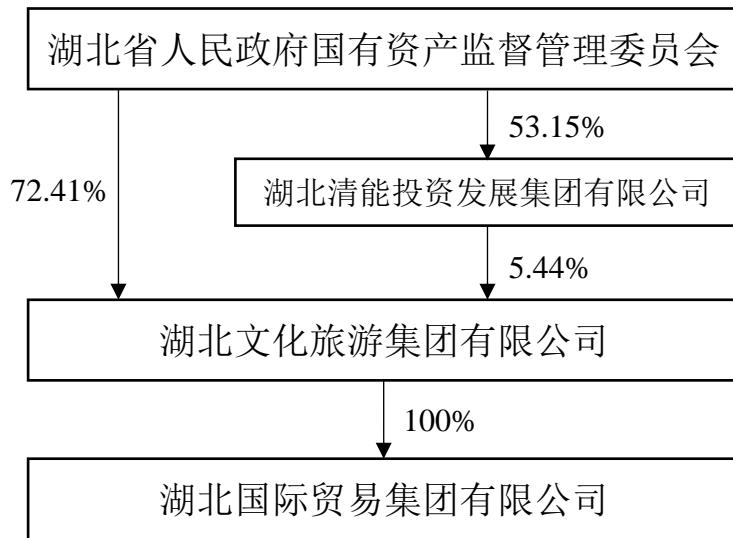 湖北省人民政府国有资产监督管理委员会
53.15%
72.41%
湖北清能投资发展集团有限公司
5.44%
湖北文化旅游集团有限公司
100%
湖北国际贸易集团有限公司